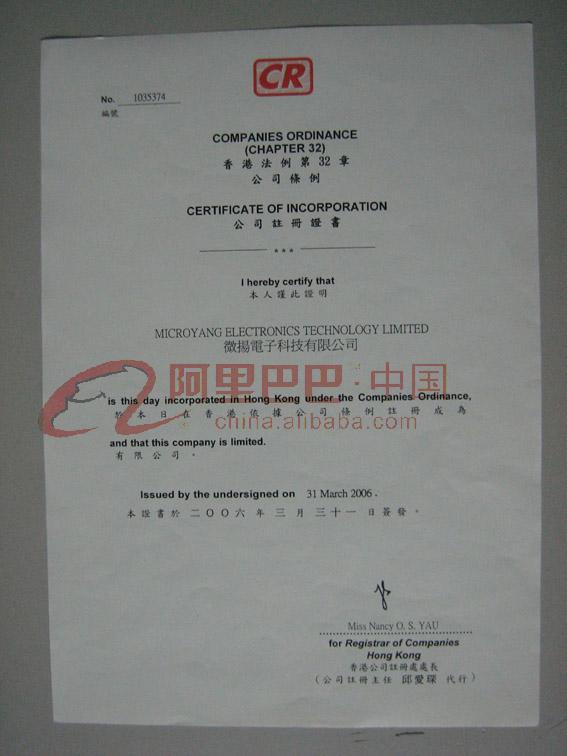 CR
No. 1035374
編號
COMPANIES ORDINANCE
(CHAPTER 32)
香港法例第32章
公司條例
CERTIFICATE OF INCORPORATION
公司註冊證書
***
I hereby certify that
本人謹此證明
MICROYANG ELECTRONICS TECHNOLOGY LIMITED
微揚電子科技有限公司
阿里巴巴·中国
is this day incorporated in Hong Kong under the Companies Ordinance,
於本日在香港依據公司條例註冊成為
china.alibaba.com
and that this company is limited.
有限公司。
Issued by the undersigned on 31 March 2006.
本證書於二〇〇六年三月三十一日簽發。
Miss Nancy O. S. YAU
for Registrar of Companies
Hong Kong
香港公司註冊處處長
(公司註冊主任 邱愛琛 代行)